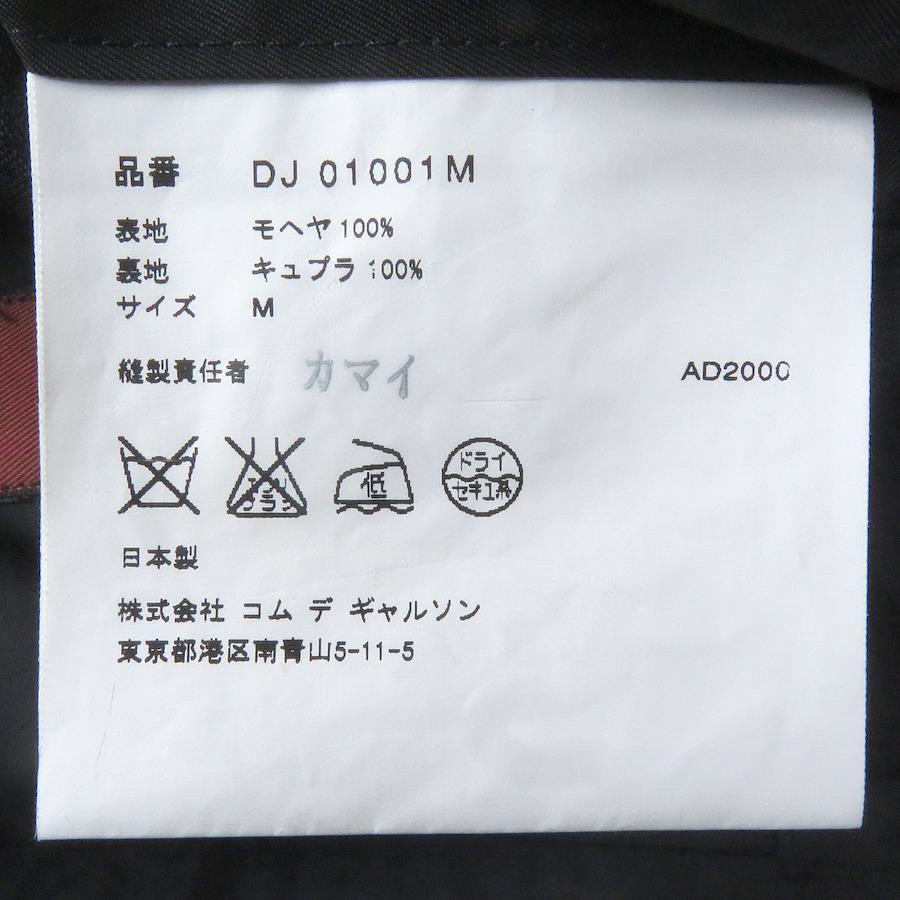 品番 DJ 01001M
表地 モヘヤ 100%
裏地 キュプラ 100%
サイズ M
縫製責任者 カマイ AD2000
低 ドライ セキユ系
日本製
株式会社 コム デ ギャルソン
東京都港区南青山5-11-5